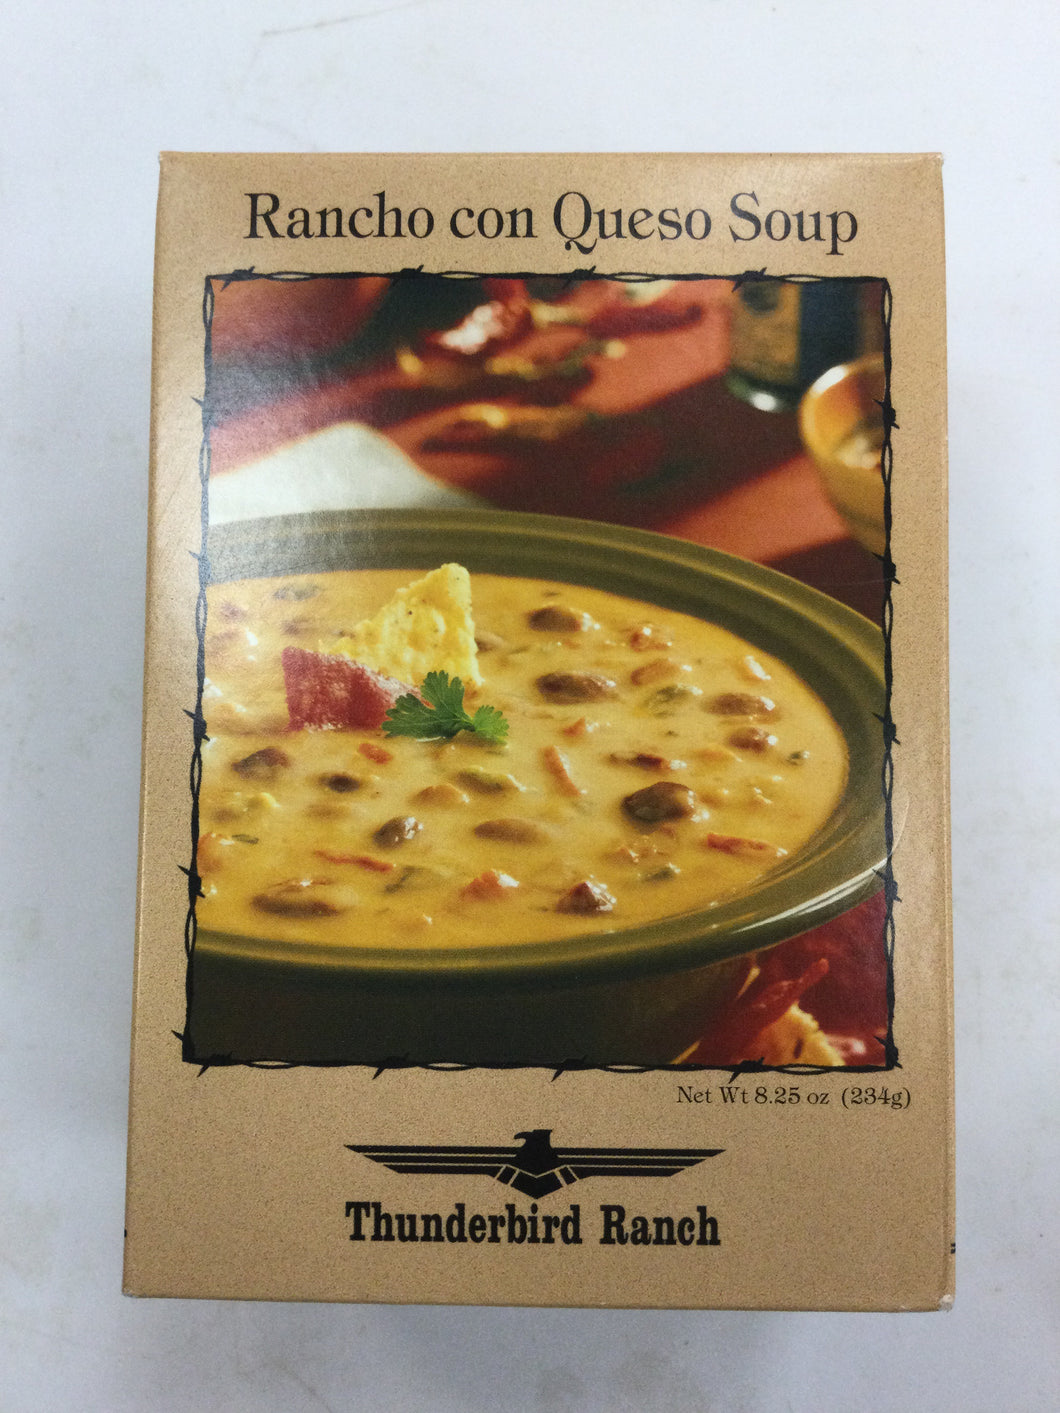 Rancho con Queso Soup
Net Wt 8.25 oz (234g)
Thunderbird Ranch